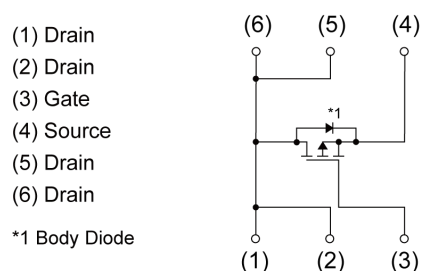 (1) Drain
(2) Drain
(3) Gate
(4) Source
(5) Drain
(6) Drain
*1 Body Diode
(6) (5) (4)
*1
(1) (2) (3)